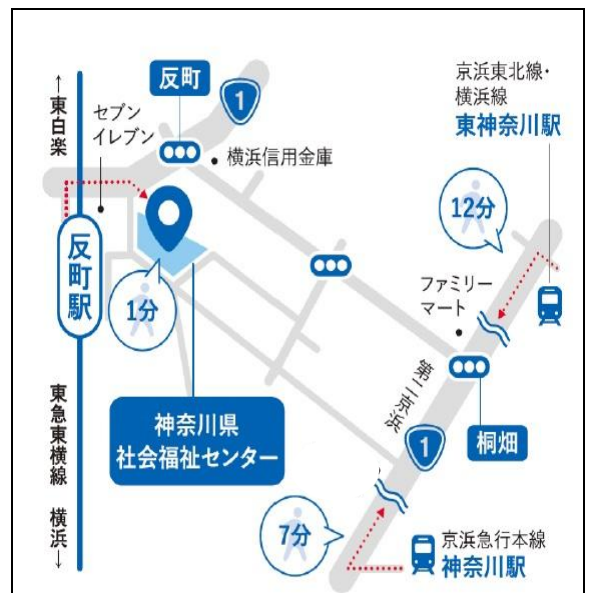 反町
1
京浜東北線・
横浜線
東神奈川駅
↑東白楽
セブン
イレブン
横浜信用金庫
12分
反町駅
1分
ファミリー
マート
第二京浜
1
桐畑
神奈川県
社会福祉センター
東急東横線 横浜↓
7分
京浜急行本線
神奈川駅